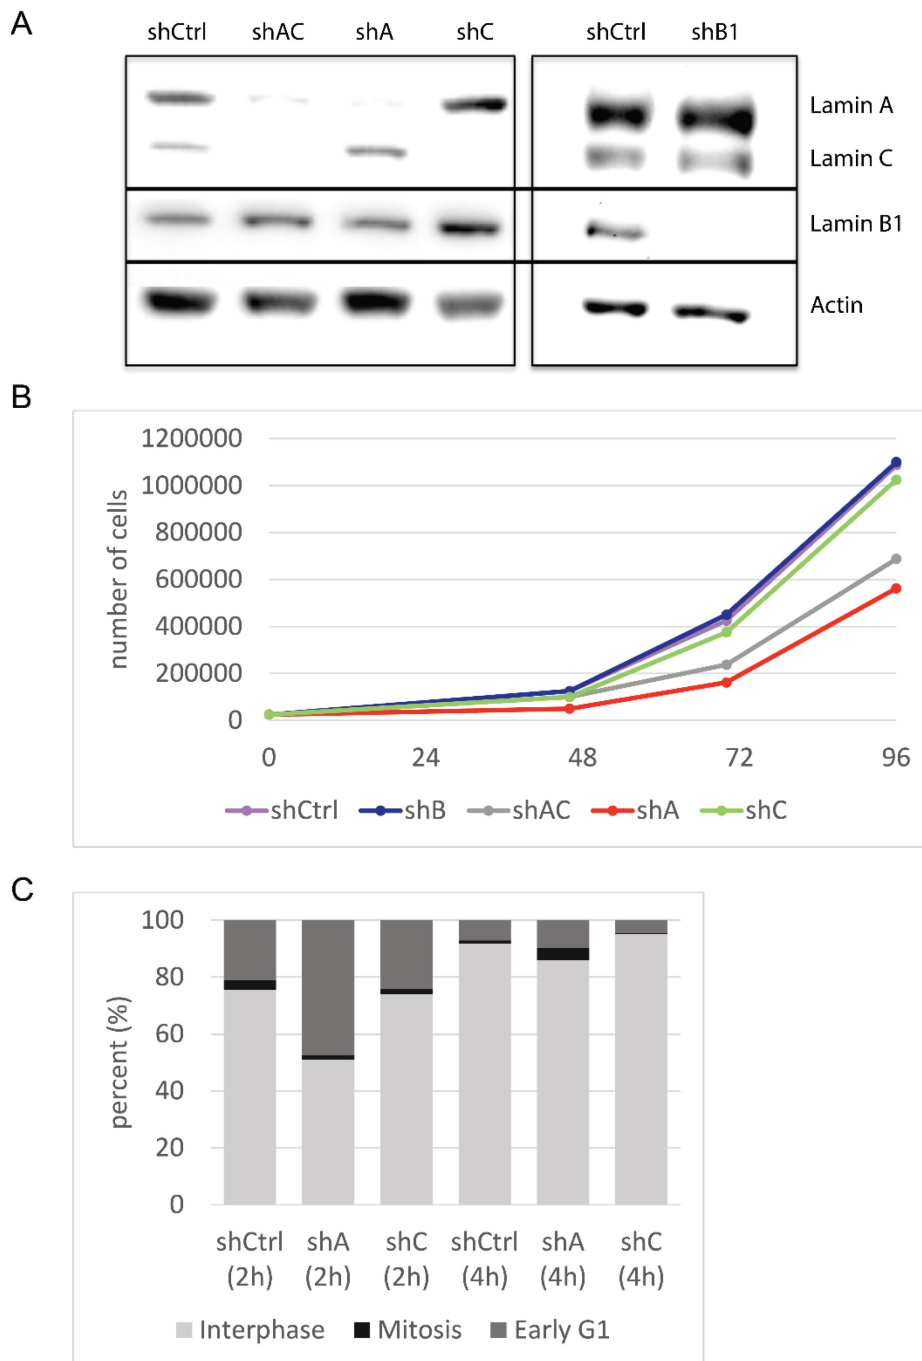 A
shCtrl shAC shA shC shCtrl shB1
Lamin A
Lamin C
Lamin B1
Actin
B
1200000
1000000
800000
600000
400000
200000
0
number of cells
0 24 48 72 96
shCtrl shB shAC shA shC
C
100
80
60
40
20
0
percent (%)
shCtrl shA shC shCtrl shA shC
(2h) (2h) (2h) (4h) (4h) (4h)
Interphase Mitosis Early G1